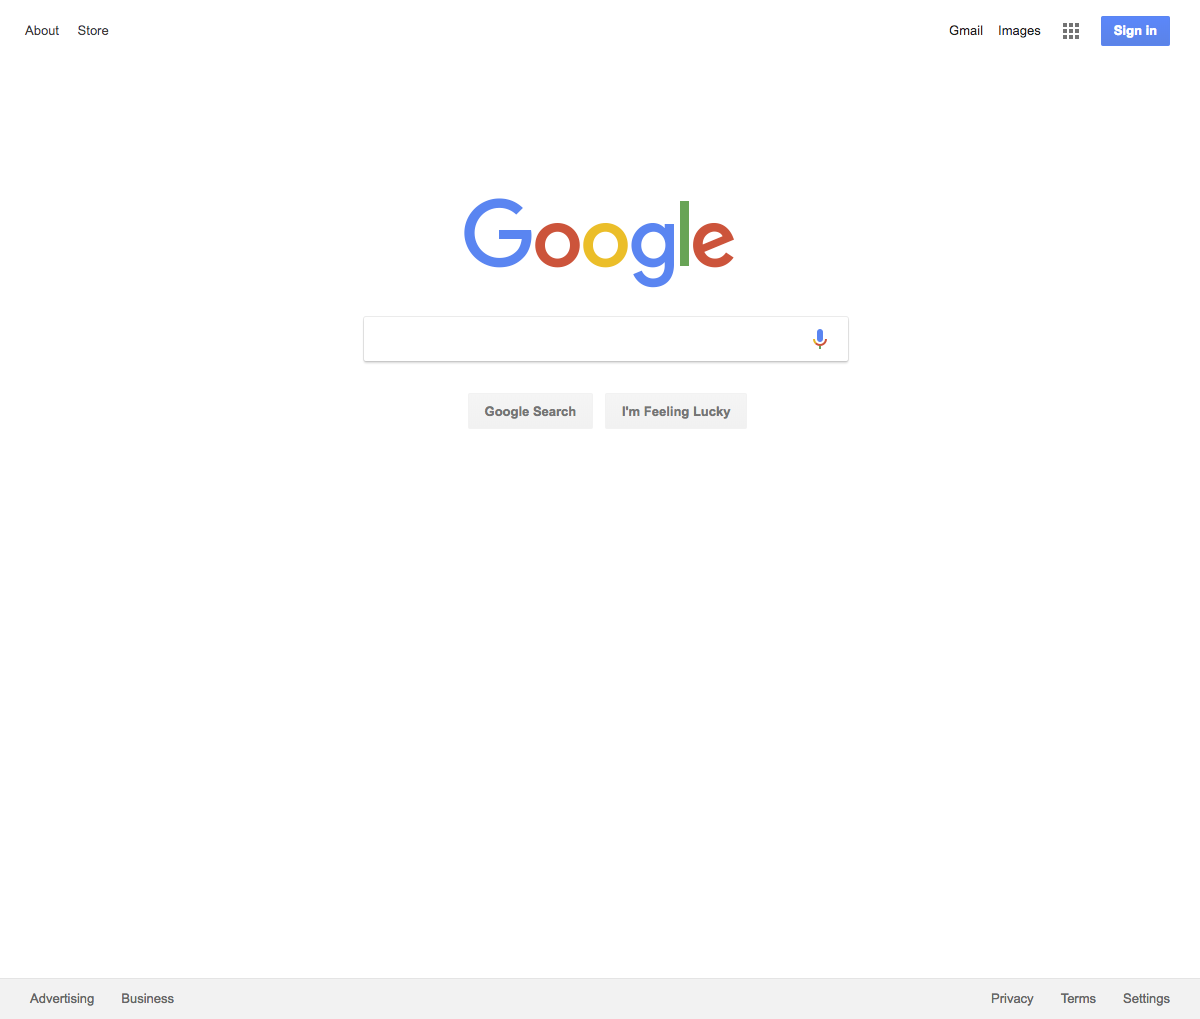 About Store Gmail Images Sign in
Google
Google Search I'm Feeling Lucky
Advertising Business Privacy Terms Settings